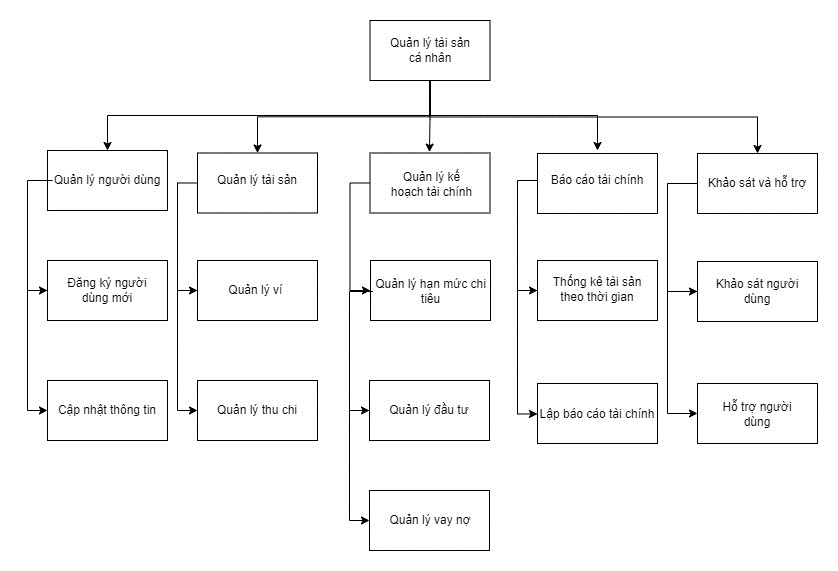 Quản lý tài sản
cá nhân
Quản lý người dùng
Quản lý tài sản
Quản lý kế
hoạch tài chính
Báo cáo tài chính
Khảo sát và hỗ trợ
Đăng ký người
dùng mới
Quản lý ví
Quản lý hạn mức chi
tiêu
Thống kê tài sản
theo thời gian
Khảo sát người
dùng
Cập nhật thông tin
Quản lý thu chi
Quản lý đầu tư
Lập báo cáo tài chính
Hỗ trợ người
dùng
Quản lý vay nợ